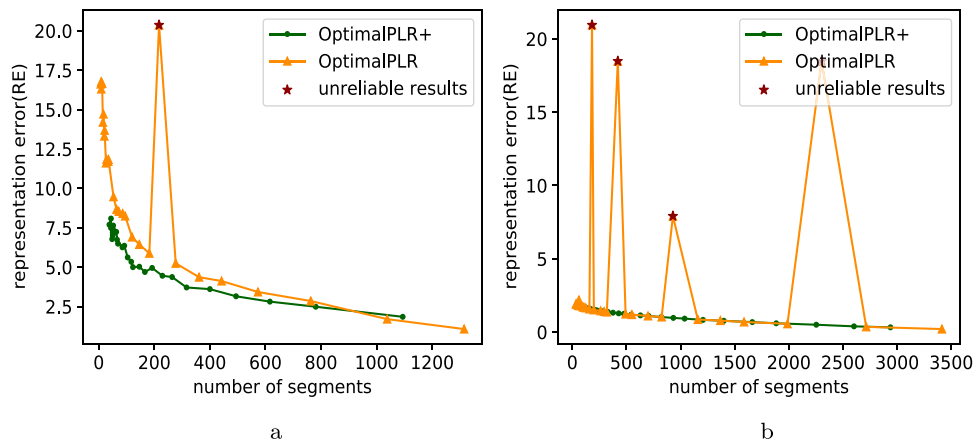 OptimalPLR+
OptimalPLR
unreliable results
representation error(RE)
20.0
17.5
15.0
12.5
10.0
7.5
5.0
2.5
0 200 400 600 800 1000 1200
number of segments
a
OptimalPLR+
OptimalPLR
unreliable results
representation error(RE)
20
15
10
5
0
0 500 1000 1500 2000 2500 3000 3500
number of segments
b